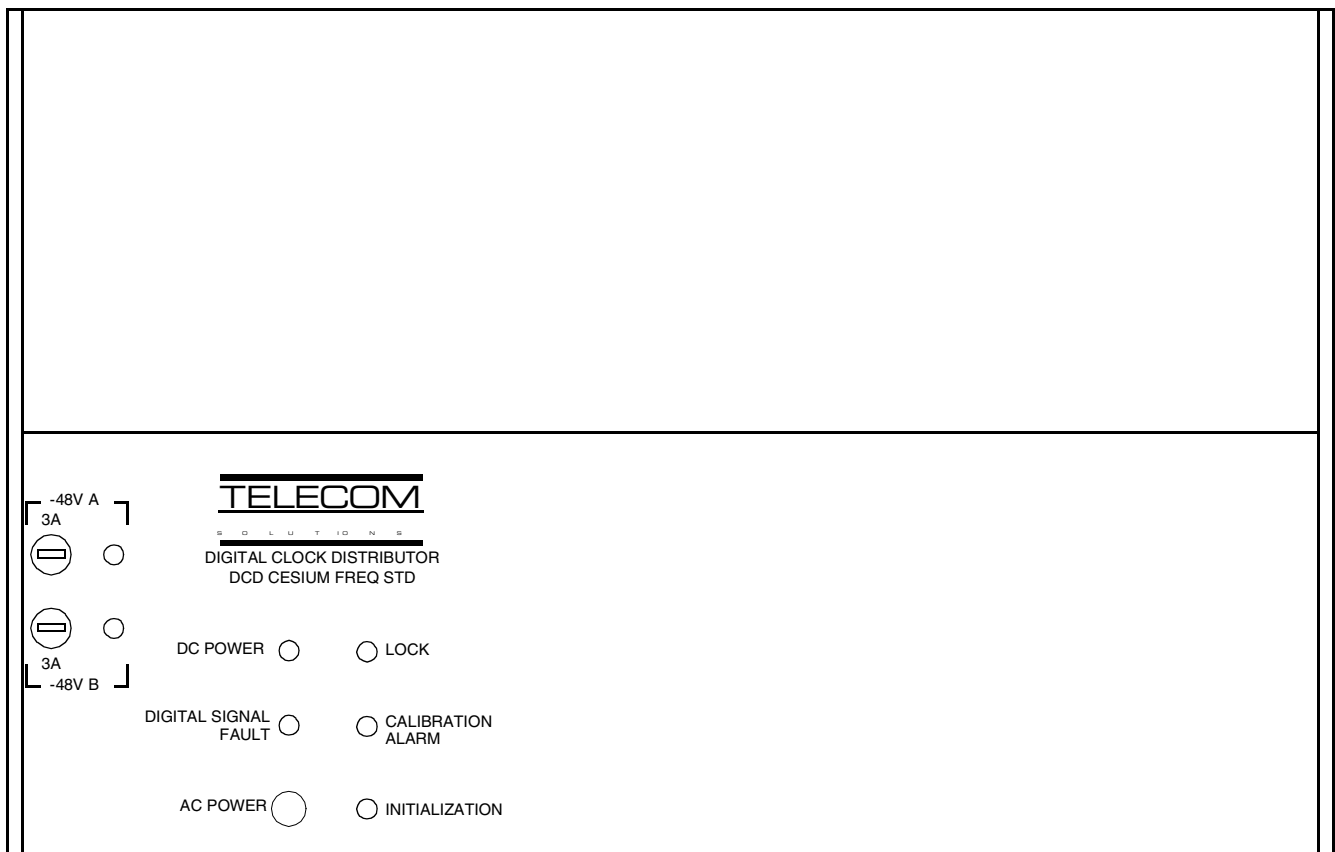 -48V A
3A
TELECOM
SOLUTIONS
DIGITAL CLOCK DISTRIBUTOR
DCD CESIUM FREQ STD
3A
-48V B
DC POWER
LOCK
DIGITAL SIGNAL
FAULT
CALIBRATION
ALARM
AC POWER
INITIALIZATION